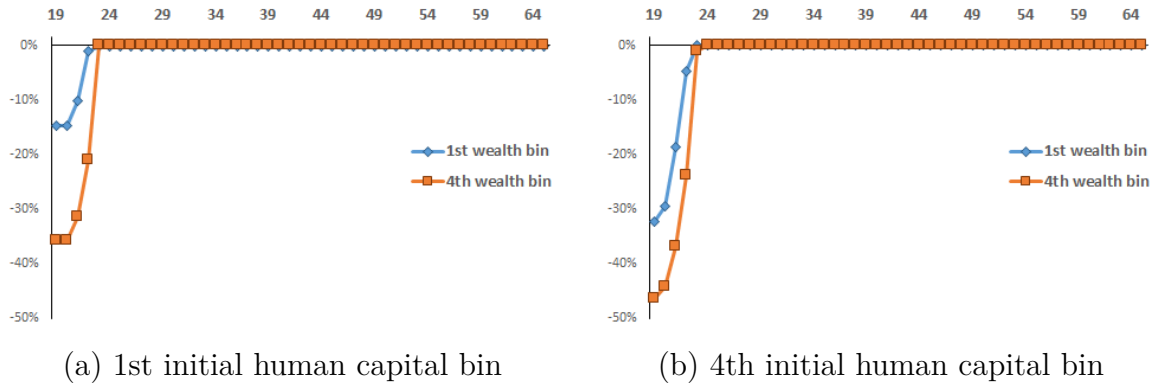 19 24 29 34 39 44 49 54 59 64
0%
-10%
-20%
-30%
-40%
-50%
1st wealth bin
4th wealth bin
(a) 1st initial human capital bin
19 24 29 34 39 44 49 54 59 64
0%
-10%
-20%
-30%
-40%
-50%
1st wealth bin
4th wealth bin
(b) 4th initial human capital bin